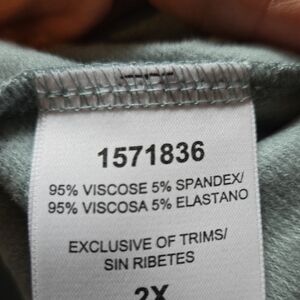 1571836
95% VISCOSE 5% SPANDEX/
95% VISCOSA 5% ELASTANO
EXCLUSIVE OF TRIMS/
SIN RIBETES
2X